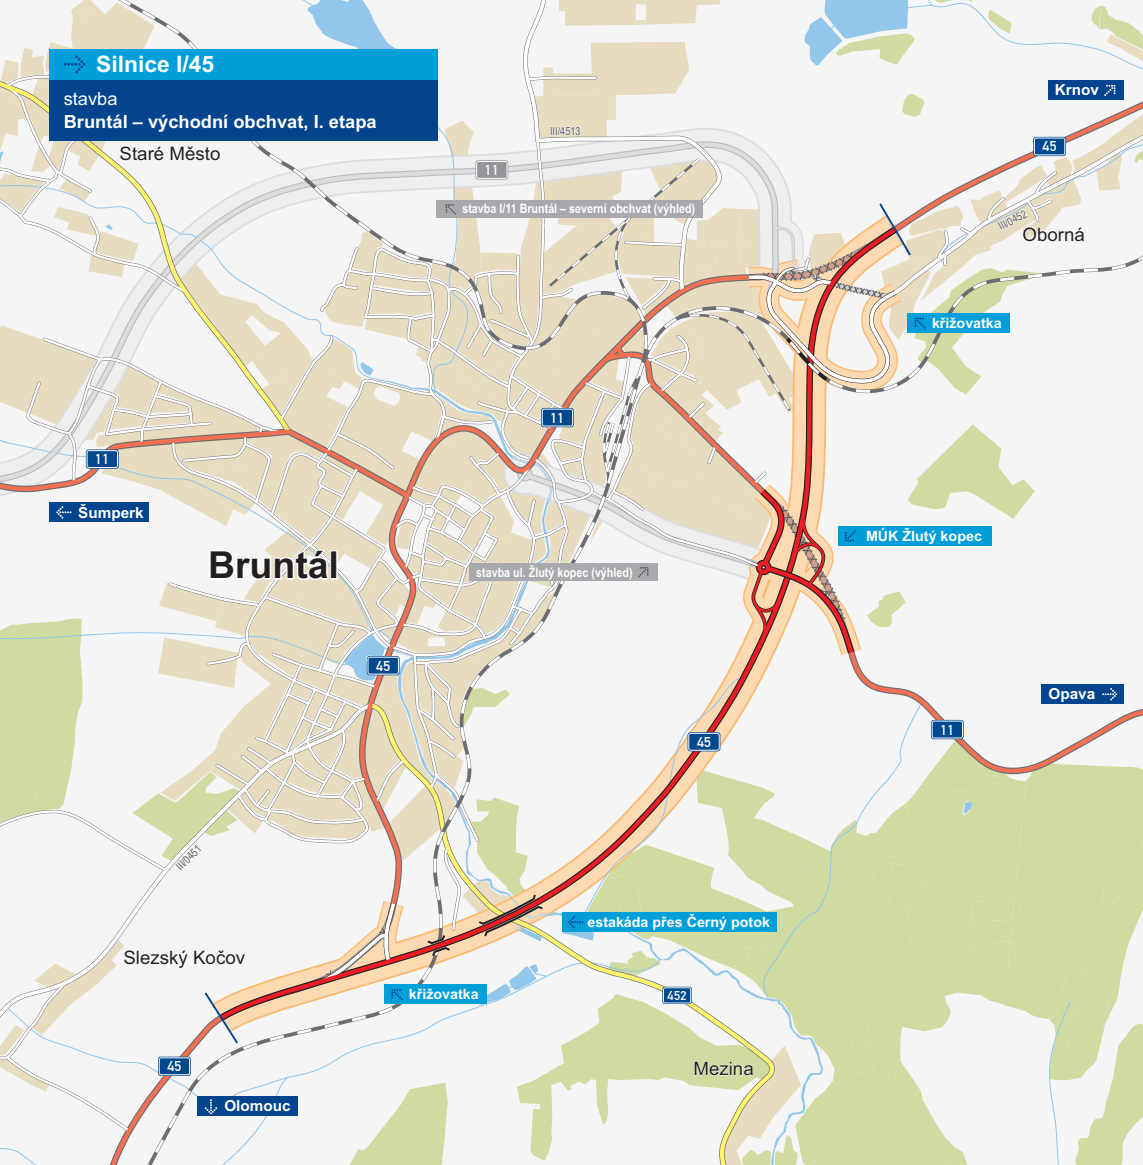 Silnice I/45
stavba
Bruntál – východní obchvat, I. etapa
Krnov
45
III/4513
Staré Město
11
stavba I/11 Bruntál – severní obchvat (výhled)
III/0452
Oborná
křižovatka
11
11
Šumperk
MÚK Žlutý kopec
Bruntál
stavba ul. Žlutý kopec (výhled)
45
Opava
11
45
III/0451
estakáda přes Černý potok
Slezský Kočov
křižovatka
452
45
Mezina
Olomouc